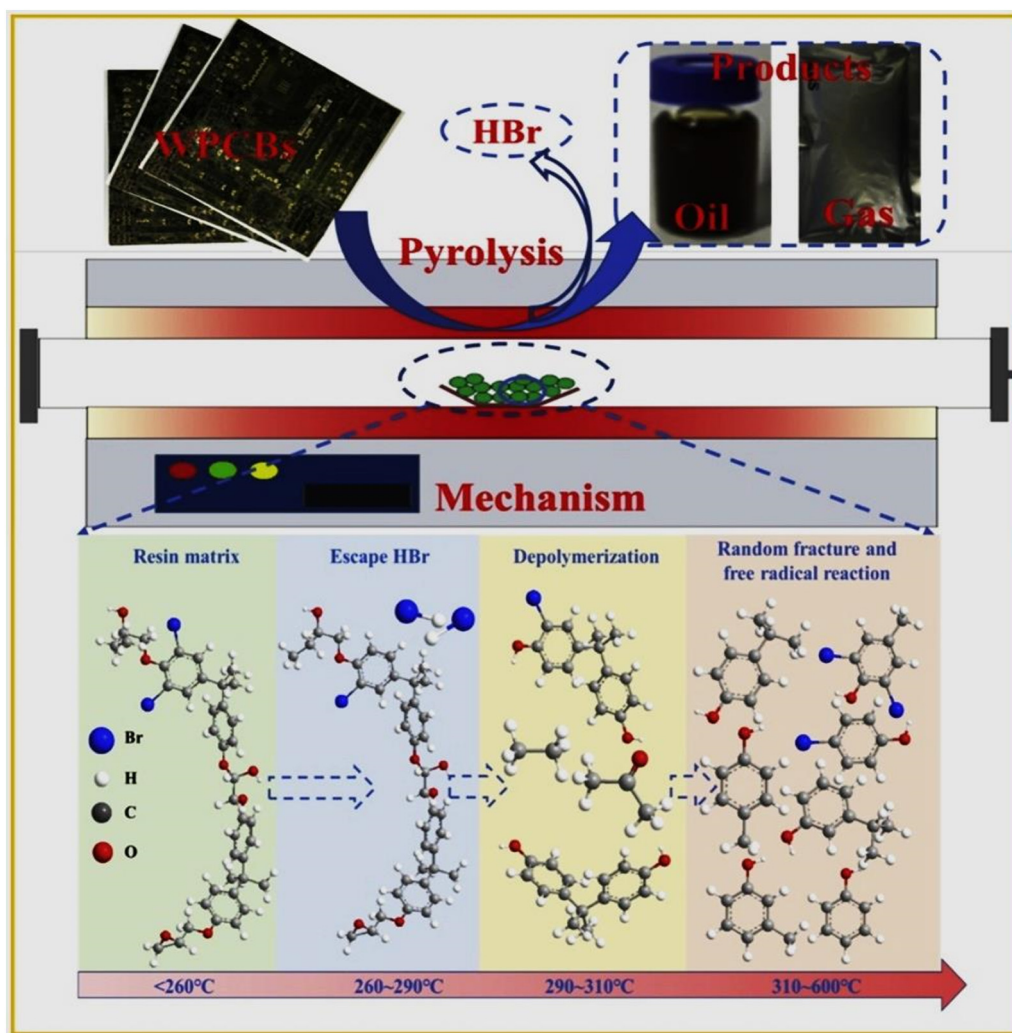 Products
WPCBs
HBr
Oil
Gas
Pyrolysis
Mechanism
Resin matrix
Escape HBr
Depolymerization
Random fracture and
free radical reaction
Br
H
C
O
<260℃
260~290℃
290~310℃
310~600℃